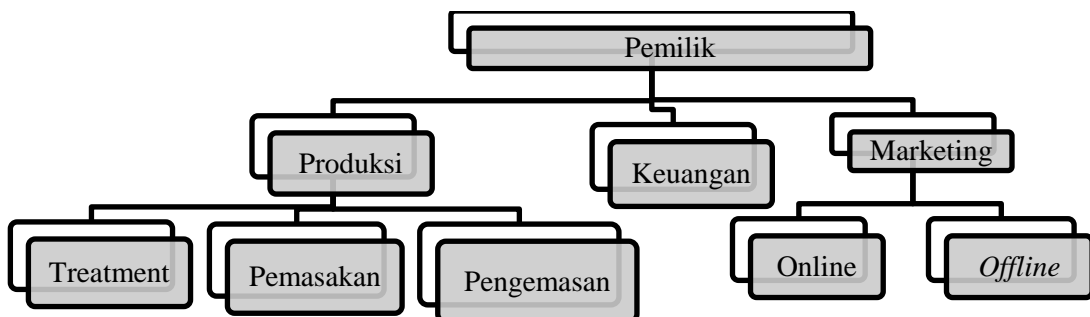 Pemilik
Produksi
Keuangan
Marketing
Treatment
Pemasakan
Pengemasan
Online
Offline